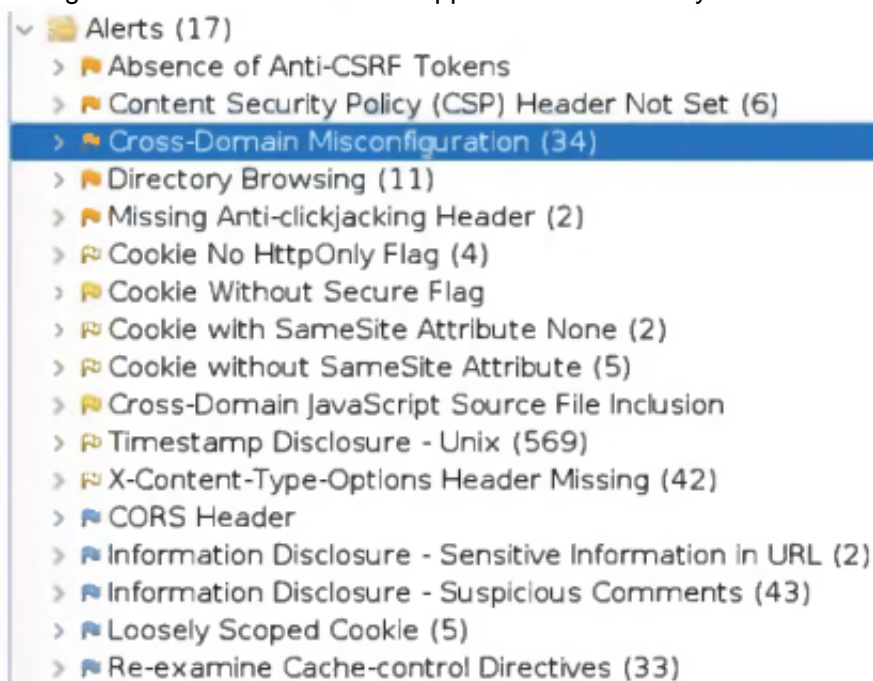 Alerts (17)
Absence of Anti-CSRF Tokens
Content Security Policy (CSP) Header Not Set (6)
Cross-Domain Misconfiguration (34)
Directory Browsing (11)
Missing Anti-clickjacking Header (2)
Cookie No HttpOnly Flag (4)
Cookie Without Secure Flag
Cookie with SameSite Attribute None (2)
Cookie without SameSite Attribute (5)
Cross-Domain JavaScript Source File Inclusion
Timestamp Disclosure - Unix (569)
X-Content-Type-Options Header Missing (42)
CORS Header
Information Disclosure - Sensitive Information in URL (2)
Information Disclosure - Suspicious Comments (43)
Loosely Scoped Cookie (5)
Re-examine Cache-control Directives (33)